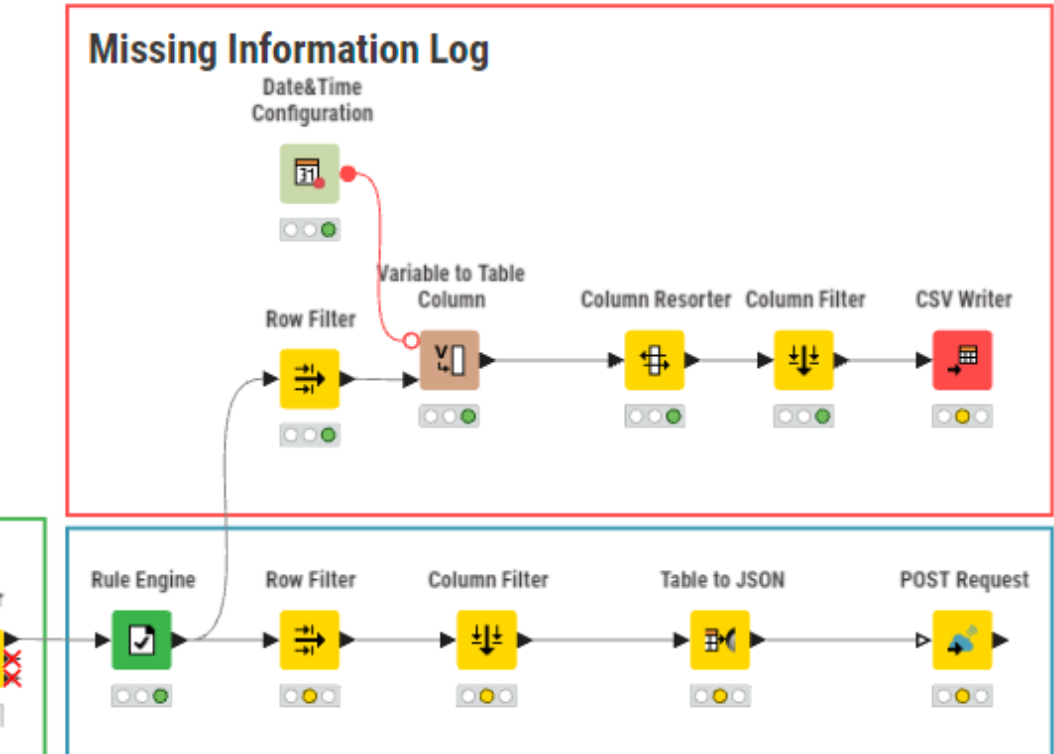 Missing Information Log
Date&Time
Configuration
Variable to Table
Column
Row Filter
Column Resorter
Column Filter
CSV Writer
Rule Engine
Row Filter
Column Filter
Table to JSON
POST Request